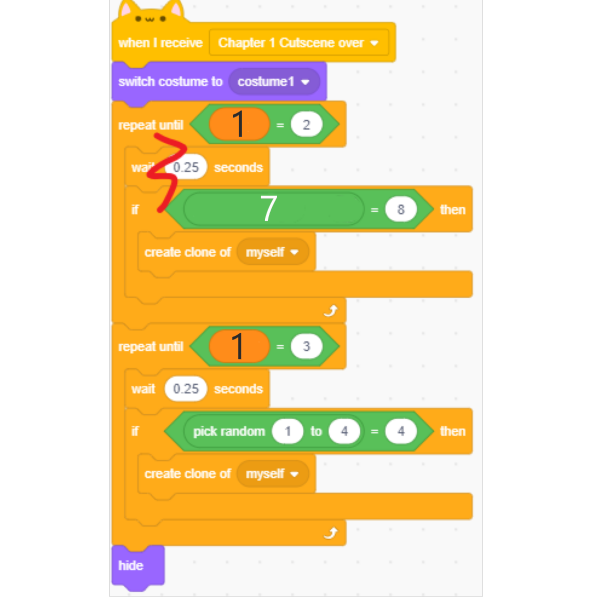 when I receive Chapter 1 Cutscene over
switch costume to costume1
repeat until 1 = 2
wait 0.25 seconds
if 7 = 8 then
create clone of myself
repeat until 1 = 3
wait 0.25 seconds
if pick random 1 to 4 = 4 then
create clone of myself
hide